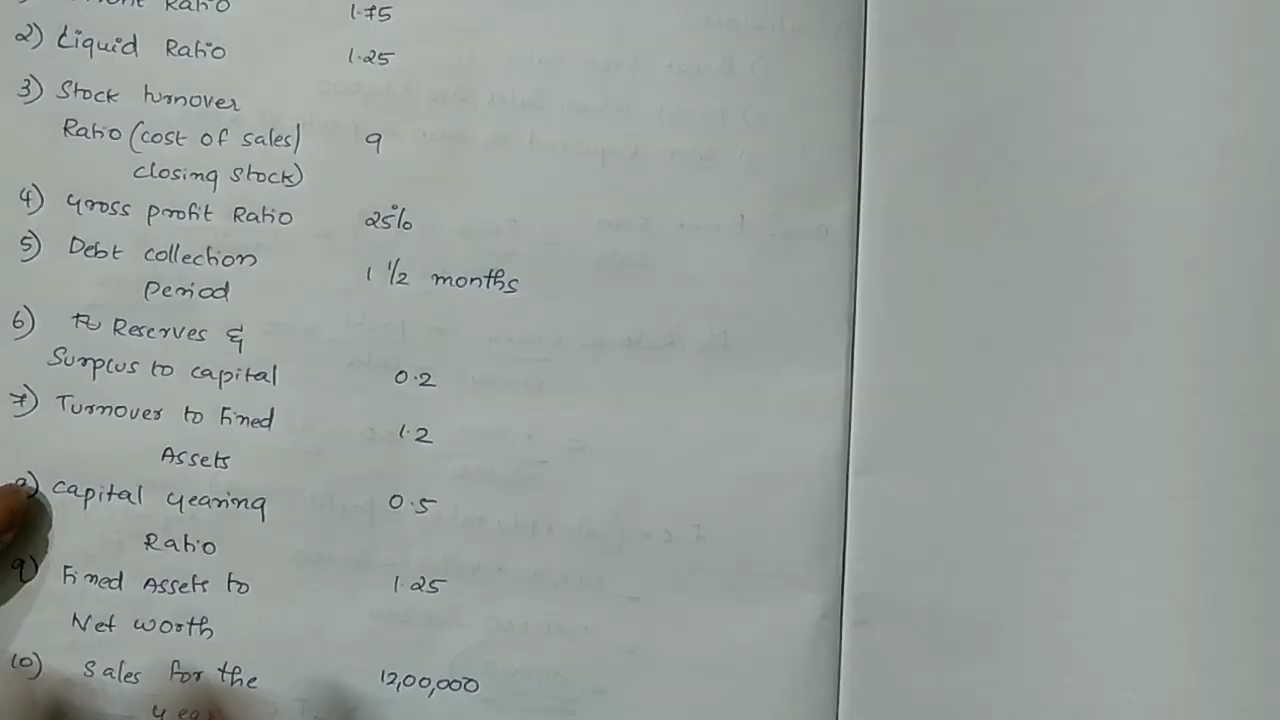 Ratio 1.75
2) Liquid Ratio 1.25
3) Stock turnover
Ratio (cost of sales/ 9
closing stock)
4) Gross profit Ratio 25%
5) Debt collection
Period 1 1/2 months
6) Reserves &
Surplus to capital 0.2
7) Turnover to Fixed
Assets 1.2
capital gearing 0.5
Ratio
9) Fixed Assets to 1.25
Net worth
10) Sales for the 12,00,000